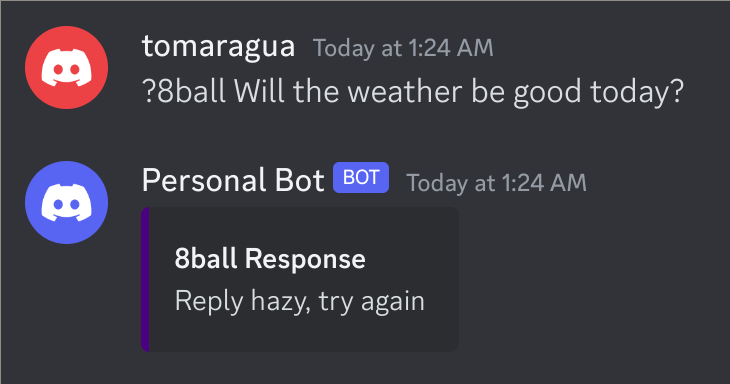 tomaragua Today at 1:24 AM
?8ball Will the weather be good today?
Personal Bot BOT Today at 1:24 AM
8ball Response
Reply hazy, try again